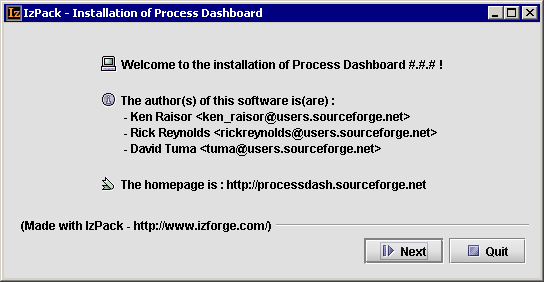 IzPack - Installation of Process Dashboard
Welcome to the installation of Process Dashboard #.#.# !
The author(s) of this software is(are) :
- Ken Raisor <ken_raisor@users.sourceforge.net>
- Rick Reynolds <rickreynolds@users.sourceforge.net>
- David Tuma <tuma@users.sourceforge.net>
The homepage is : http://processdash.sourceforge.net
(Made with IzPack - http://www.izforge.com/)
Next
Quit